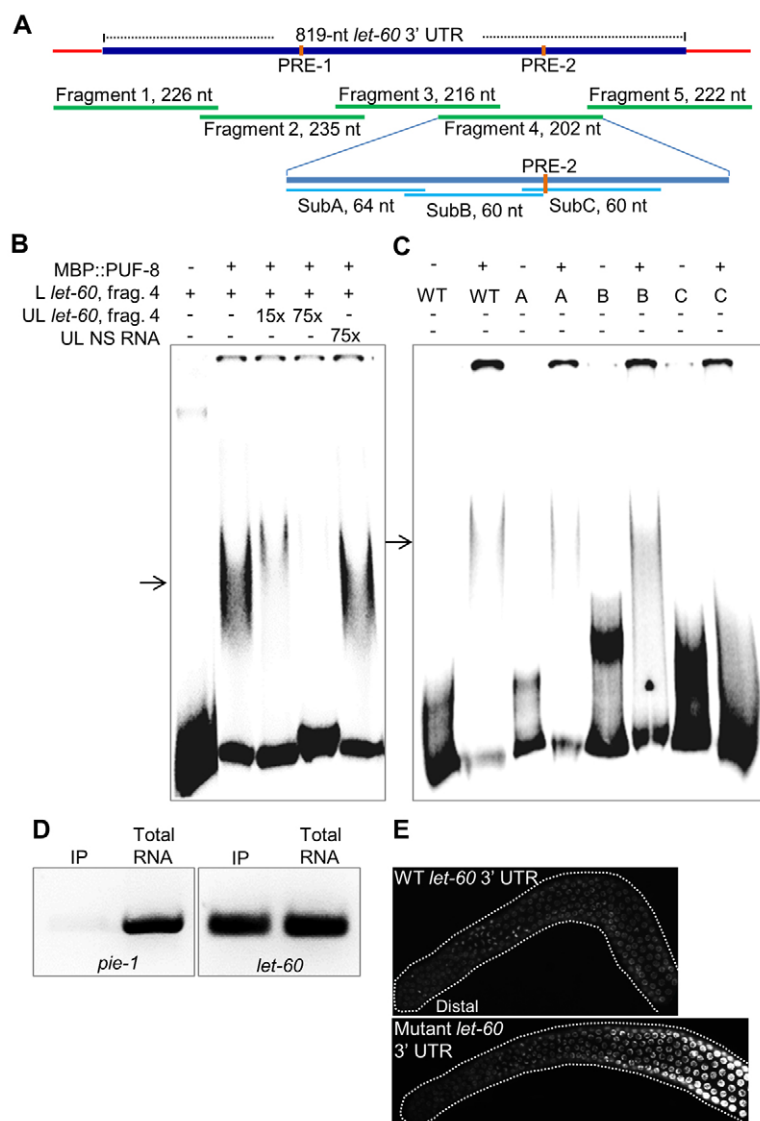 A
819-nt let-60 3' UTR
PRE-1 PRE-2
Fragment 1, 226 nt Fragment 3, 216 nt Fragment 5, 222 nt
Fragment 2, 235 nt Fragment 4, 202 nt
PRE-2
SubA, 64 nt SubB, 60 nt SubC, 60 nt
B
MBP::PUF-8 - + + + +
L let-60, frag. 4 + + + + +
UL let-60, frag. 4 - - 15x 75x -
UL NS RNA - - - - 75x
C
- + - + - + - +
WT WT A A B B C C
- - - - - - - -
- - - - - - - -
D
IP Total RNA IP Total RNA
pie-1 let-60
E
WT let-60 3' UTR
Distal
Mutant let-60
3' UTR